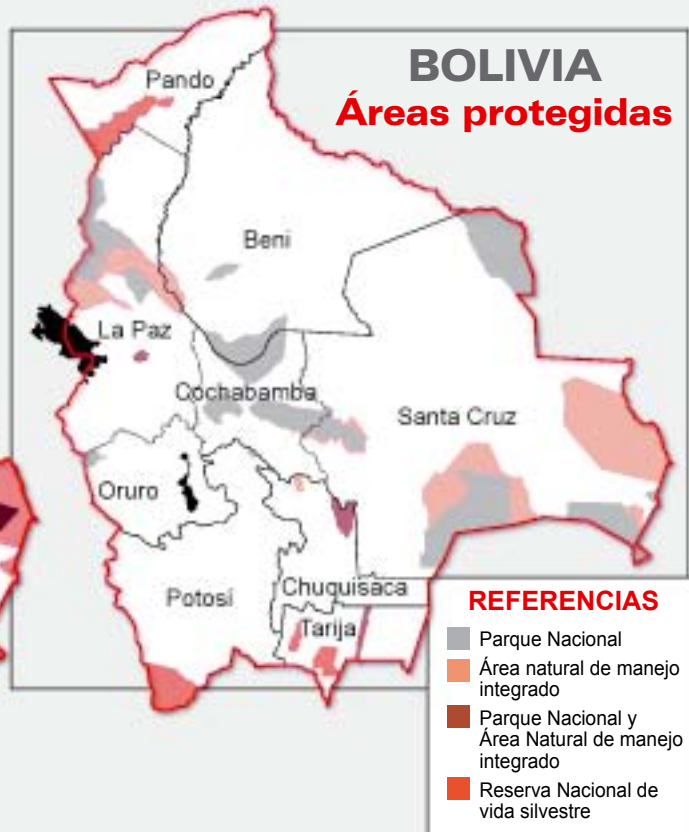 BOLIVIA
Áreas protegidas
Pando
Beni
La Paz
Cochabamba
Santa Cruz
Oruro
Potosí
Chuquisaca
Tarija
REFERENCIAS
Parque Nacional
Área natural de manejo
integrado
Parque Nacional y
Área Natural de manejo
integrado
Reserva Nacional de
vida silvestre